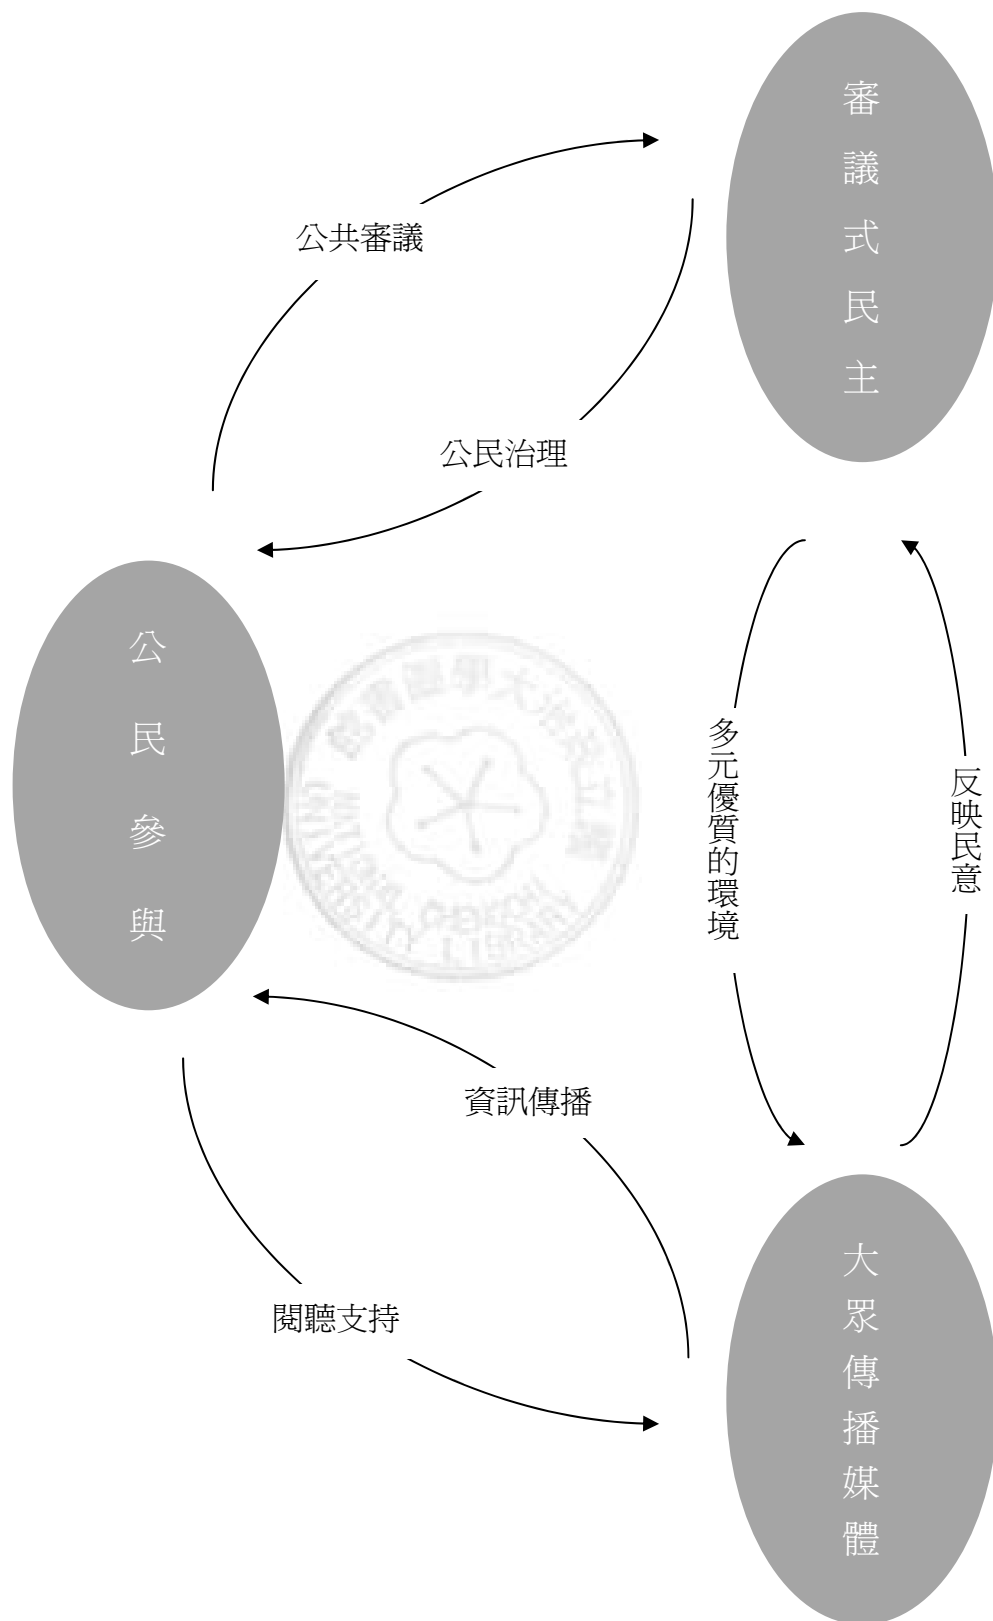 審議式民主
公共審議
公民治理
公民參與
多元優質的環境
反映民意
資訊傳播
閱聽支持
大眾傳播媒體